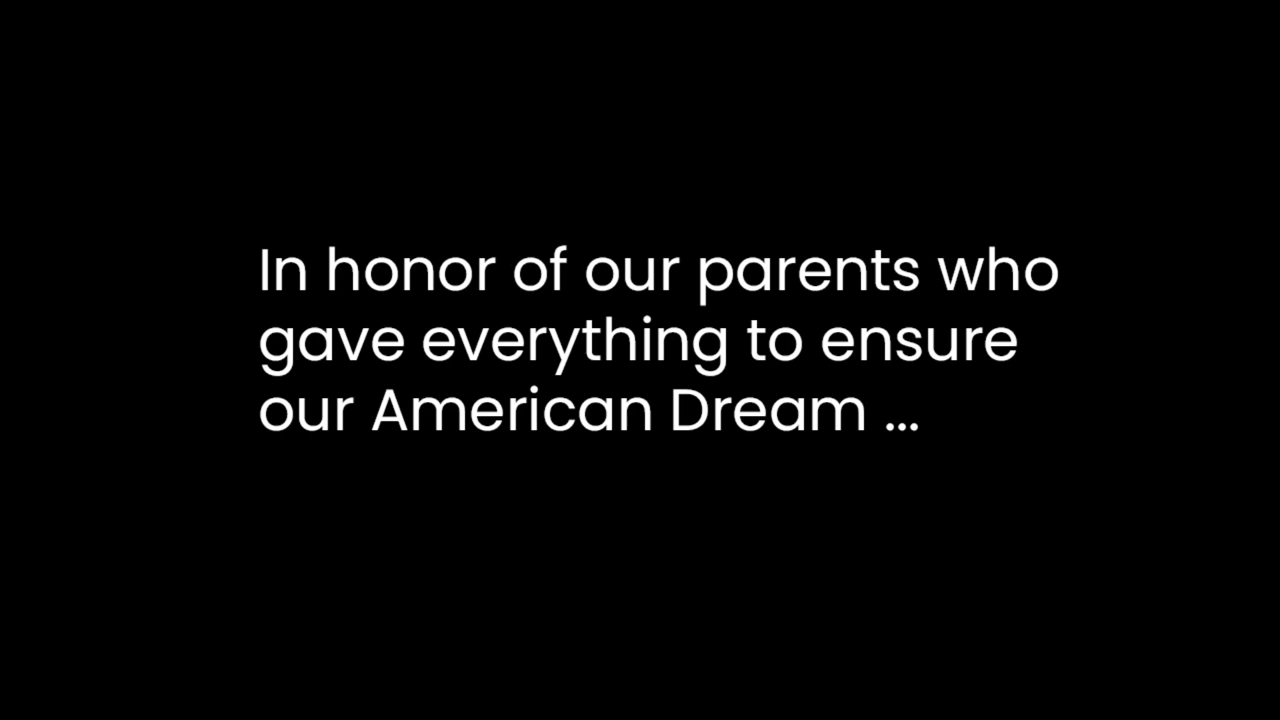 In honor of our parents who
gave everything to ensure
our American Dream ...